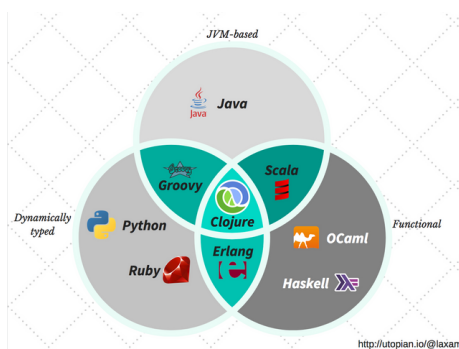 JVM-based
Java
Java
Groovy
Scala
Clojure
Dynamically
typed
Python
Functional
OCaml
Erlang
Ruby
Haskell
http://utopian.io/@laxam